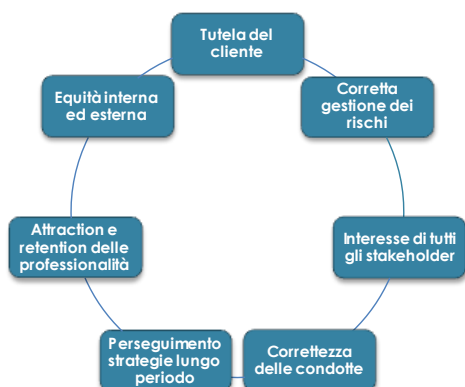 Tutela del
cliente
Corretta
gestione dei
rischi
Interesse di tutti
gli stakeholder
Correttezza
delle condotte
Perseguimento
strategie lungo
periodo
Attraction e
retention delle
professionalità
Equità interna
ed esterna